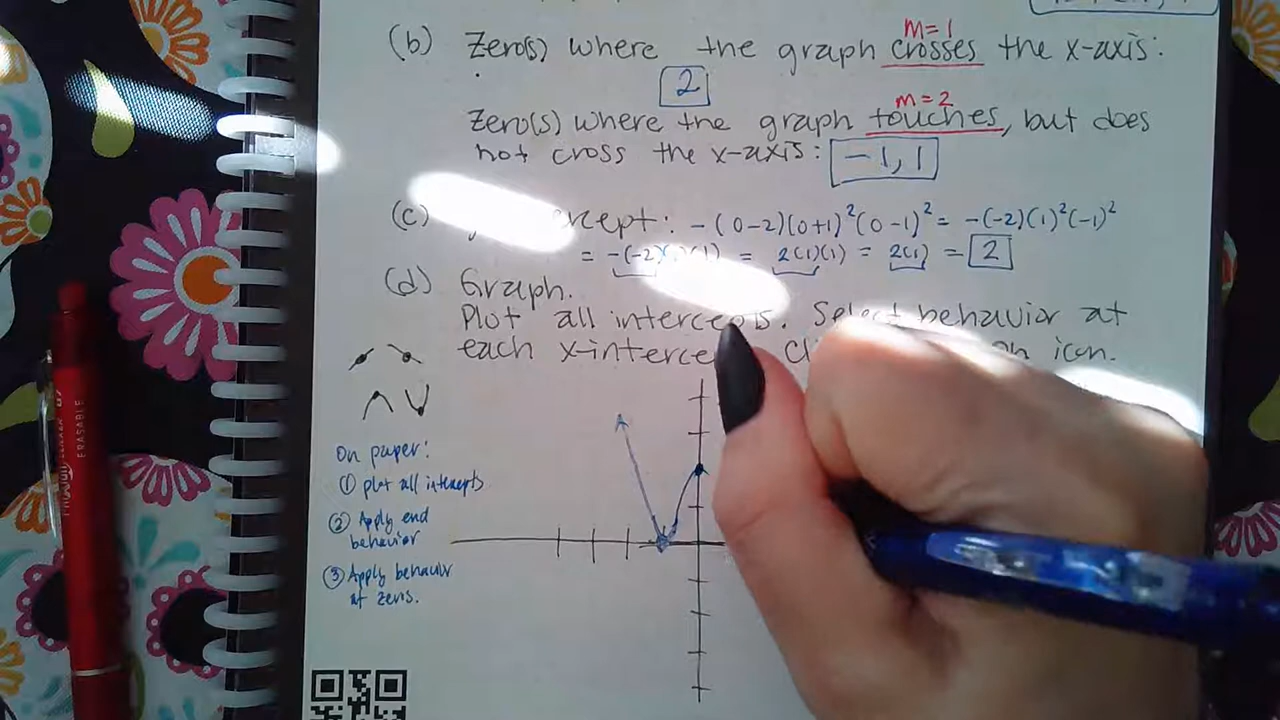 (b) Zero(s) where the graph crosses the x-axis:
m=1
2
m=2
Zero(s) where the graph touches, but does
not cross the x-axis: -1, 1
(c) -(0-2)(0+1)²(0-1)² = -(-2)(1)²(-1)²
= -(-2) = 2(1)(1) = 2(1) = 2
(d) Graph.
Plot all intercepts. Select behavior at
each icon.
On paper:
① plot all intercepts
② Apply end
behavior
③ Apply behavior
at zeros.
ERASABLE